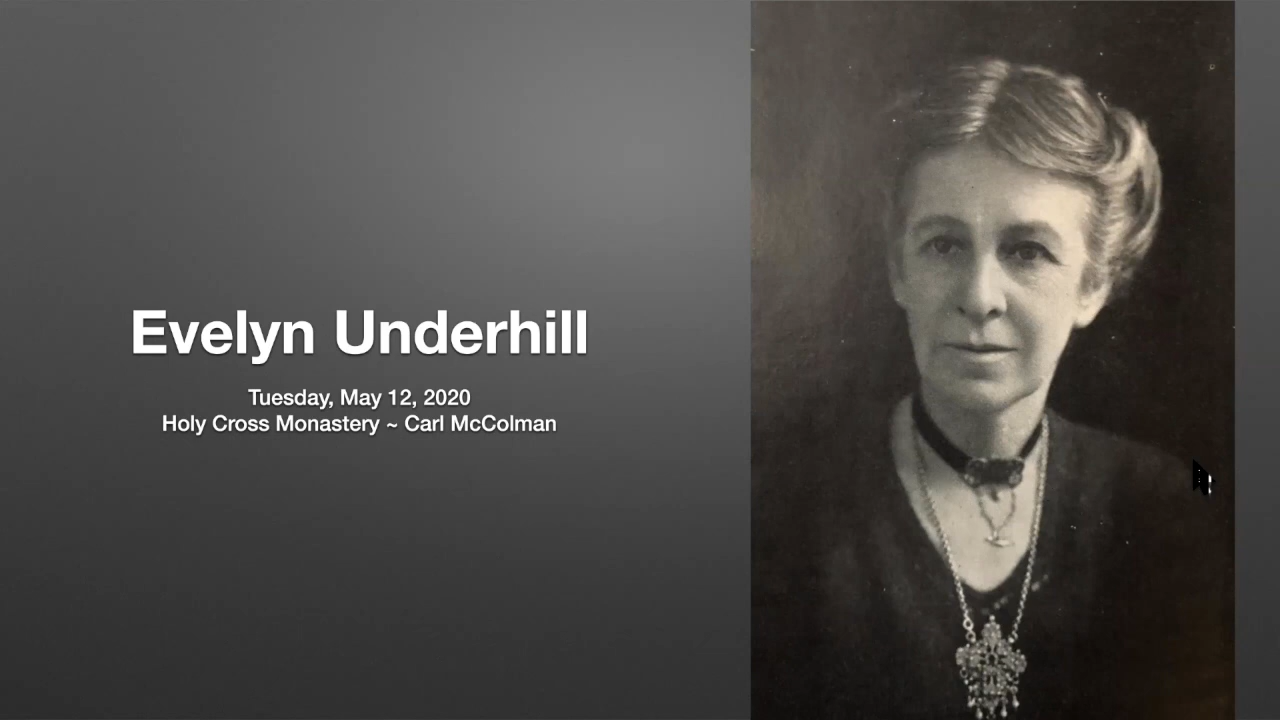 Evelyn Underhill
Tuesday, May 12, 2020
Holy Cross Monastery ~ Carl McColman